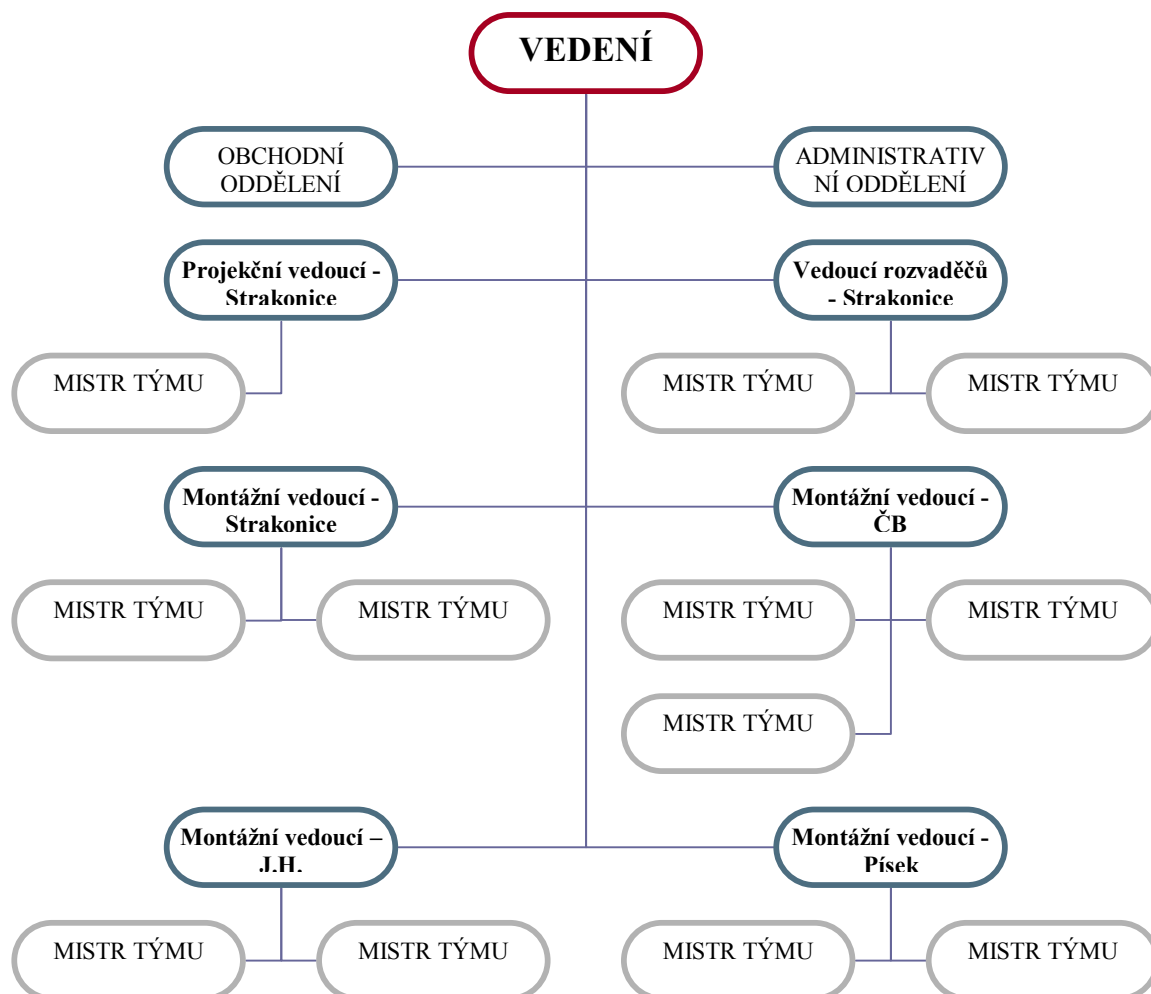 VEDENÍ
OBCHODNÍ
ODDĚLENÍ
ADMINISTRATIV
NÍ ODDĚLENÍ
Projekční vedoucí -
Strakonice
Vedoucí rozvaděčů
- Strakonice
MISTR TÝMU
MISTR TÝMU
MISTR TÝMU
Montážní vedoucí -
Strakonice
Montážní vedoucí -
ČB
MISTR TÝMU
MISTR TÝMU
MISTR TÝMU
MISTR TÝMU
MISTR TÝMU
Montážní vedoucí –
J.H.
Montážní vedoucí -
Písek
MISTR TÝMU
MISTR TÝMU
MISTR TÝMU
MISTR TÝMU